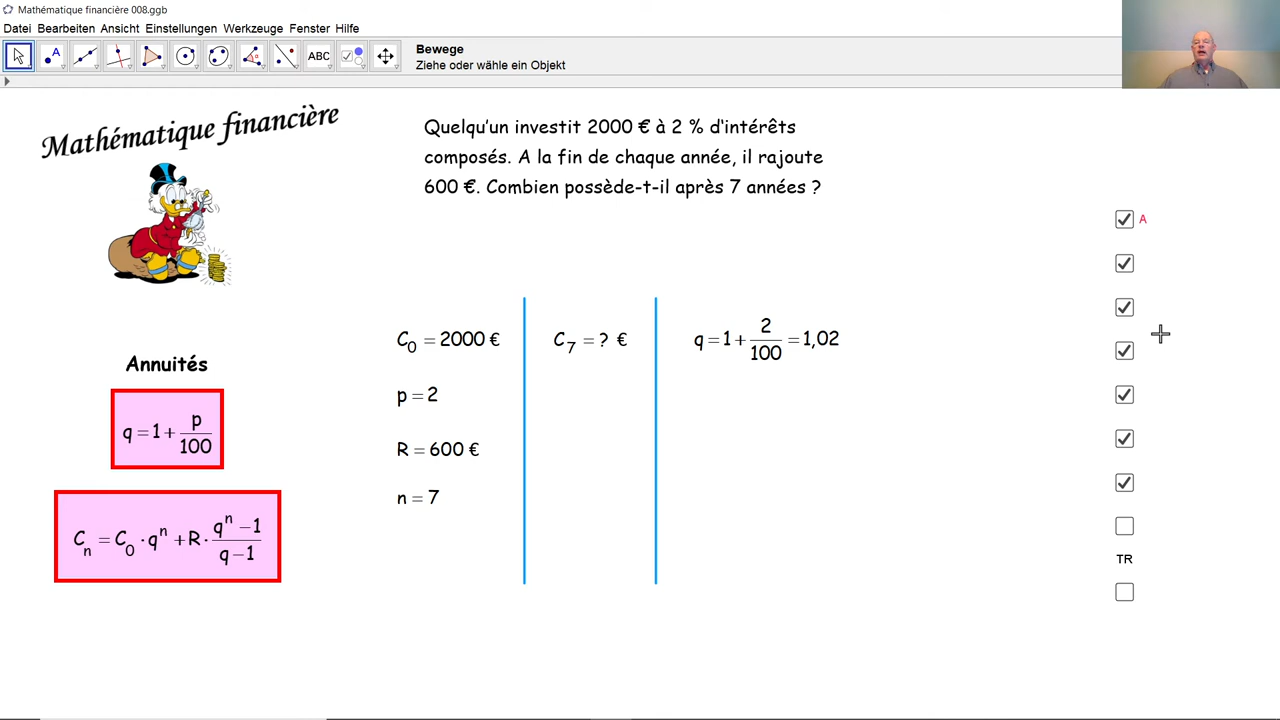 Mathématique financière 008.ggb
Datei Bearbeiten Ansicht Einstellungen Werkzeuge Fenster Hilfe
A
ABC
Bewege
Ziehe oder wähle ein Objekt
Mathématique financière
Quelqu'un investit 2000 € à 2 % d'intérêts
composés. A la fin de chaque année, il rajoute
600 €. Combien possède-t-il après 7 années ?
A
C₀ = 2000 €
C₇ = ? €
q = 1 + 2/100 = 1,02
p = 2
R = 600 €
n = 7
Annuités
q = 1 + p/100
Cₙ = C₀ · qⁿ + R · (qⁿ − 1)/(q − 1)
TR